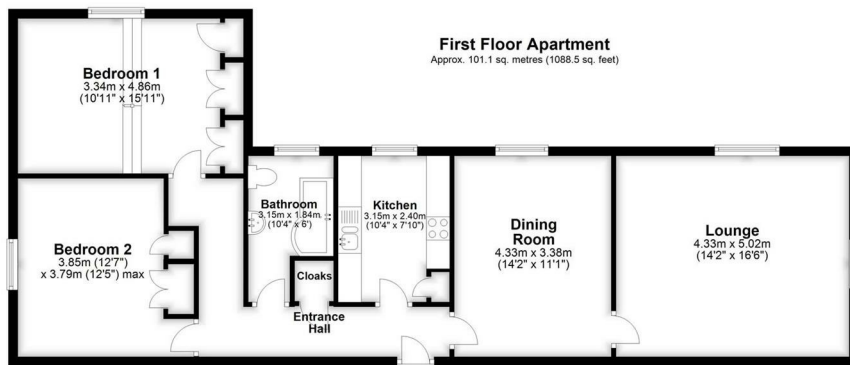 First Floor Apartment
Approx. 101.1 sq. metres (1088.5 sq. feet)
Bedroom 1
3.34m x 4.86m
(10'11" x 15'11")
Bedroom 2
3.85m (12'7")
x 3.79m (12'5") max
Bathroom
3.15m x 1.84m
(10'4" x 6')
Cloaks
Entrance
Hall
Kitchen
3.15m x 2.40m
(10'4" x 7'10")
Dining
Room
4.33m x 3.38m
(14'2" x 11'1")
Lounge
4.33m x 5.02m
(14'2" x 16'6")